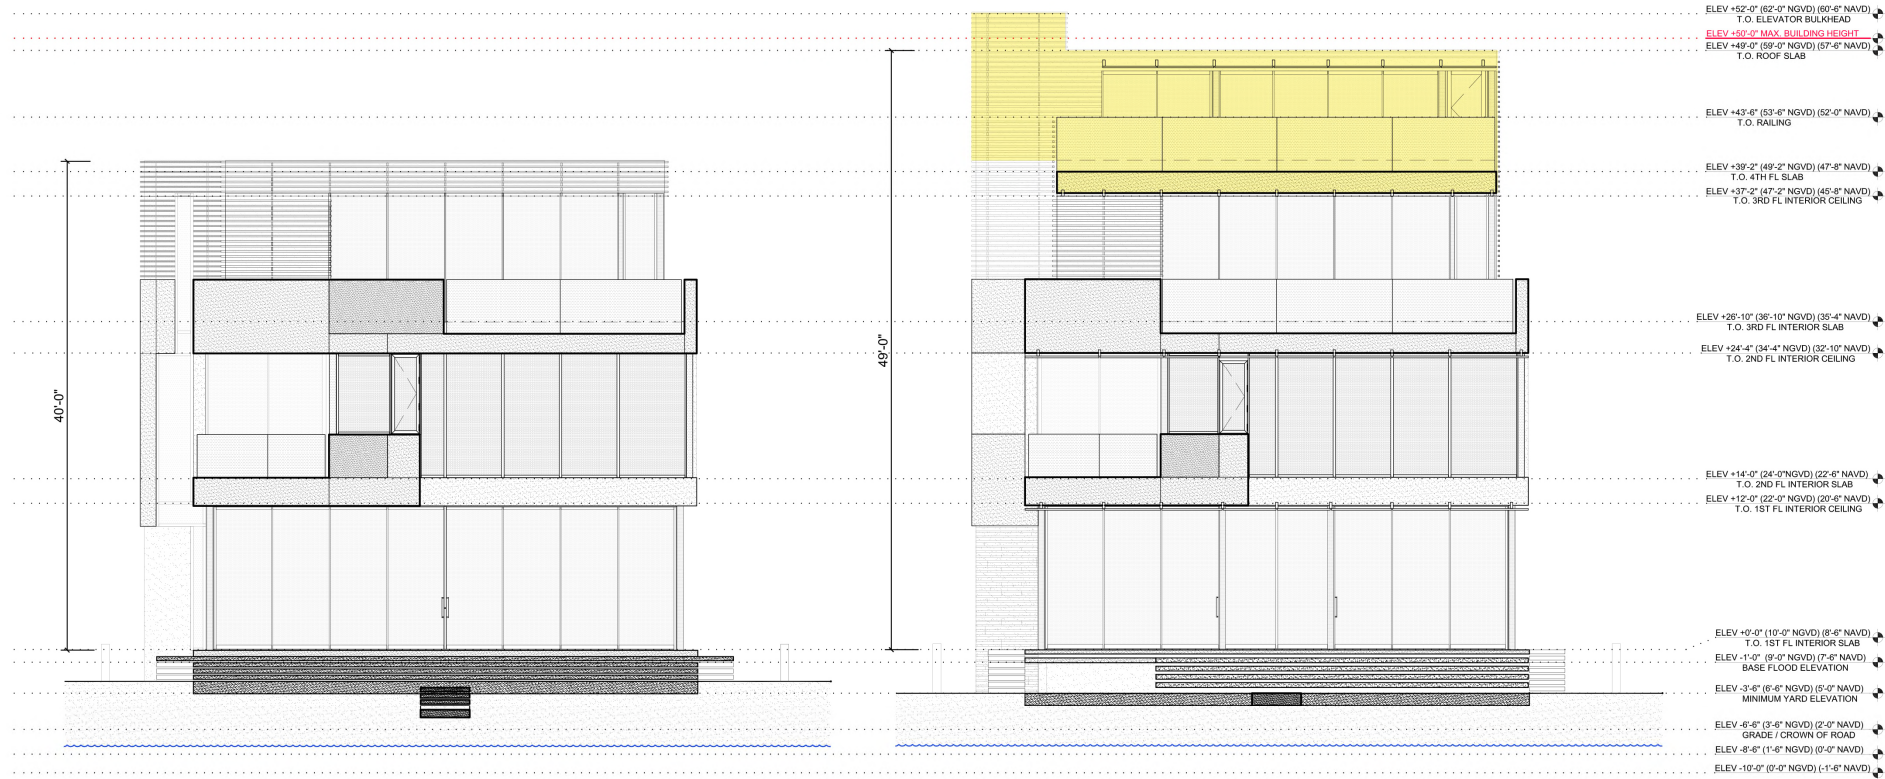 ELEV +52'-0" (62'-0" NGVD) (60'-6" NAVD)
T.O. ELEVATOR BULKHEAD
ELEV +50'-0" MAX. BUILDING HEIGHT
ELEV +49'-0" (59'-0" NGVD) (57'-6" NAVD)
T.O. ROOF SLAB
ELEV +43'-6" (53'-6" NGVD) (52'-0" NAVD)
T.O. RAILING
ELEV +39'-2" (49'-2" NGVD) (47'-8" NAVD)
T.O. 4TH FL SLAB
ELEV +37'-2" (47'-2" NGVD) (45'-8" NAVD)
T.O. 3RD FL INTERIOR CEILING
ELEV +26'-10" (36'-10" NGVD) (35'-4" NAVD)
T.O. 3RD FL INTERIOR SLAB
ELEV +24'-4" (34'-4" NGVD) (32'-10" NAVD)
T.O. 2ND FL INTERIOR CEILING
40'-0"
49'-0"
ELEV +14'-0" (24'-0"NGVD) (22'-6" NAVD)
T.O. 2ND FL INTERIOR SLAB
ELEV +12'-0" (22'-0" NGVD) (20'-6" NAVD)
T.O. 1ST FL INTERIOR CEILING
ELEV +0'-0" (10'-0" NGVD) (8'-6" NAVD)
T.O. 1ST FL INTERIOR SLAB
ELEV -1'-0" (9'-0" NGVD) (7'-6" NAVD)
BASE FLOOD ELEVATION
ELEV -3'-6" (6'-6" NGVD) (5'-0" NAVD)
MINIMUM YARD ELEVATION
ELEV -6'-6" (3'-6" NGVD) (2'-0" NAVD)
GRADE / CROWN OF ROAD
ELEV -8'-6" (1'-6" NGVD) (0'-0" NAVD)
ELEV -10'-0" (0'-0" NGVD) (-1'-6" NAVD)